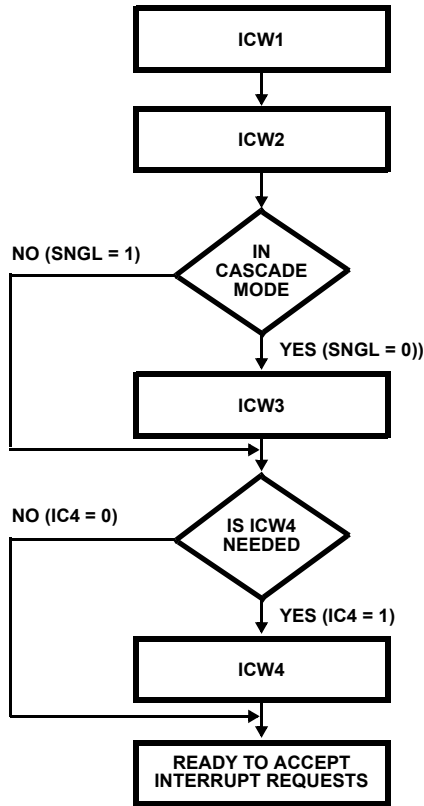 ICW1
ICW2
IN
CASCADE
MODE
NO (SNGL = 1)
YES (SNGL = 0))
ICW3
NO (IC4 = 0)
IS ICW4
NEEDED
YES (IC4 = 1)
ICW4
READY TO ACCEPT
INTERRUPT REQUESTS